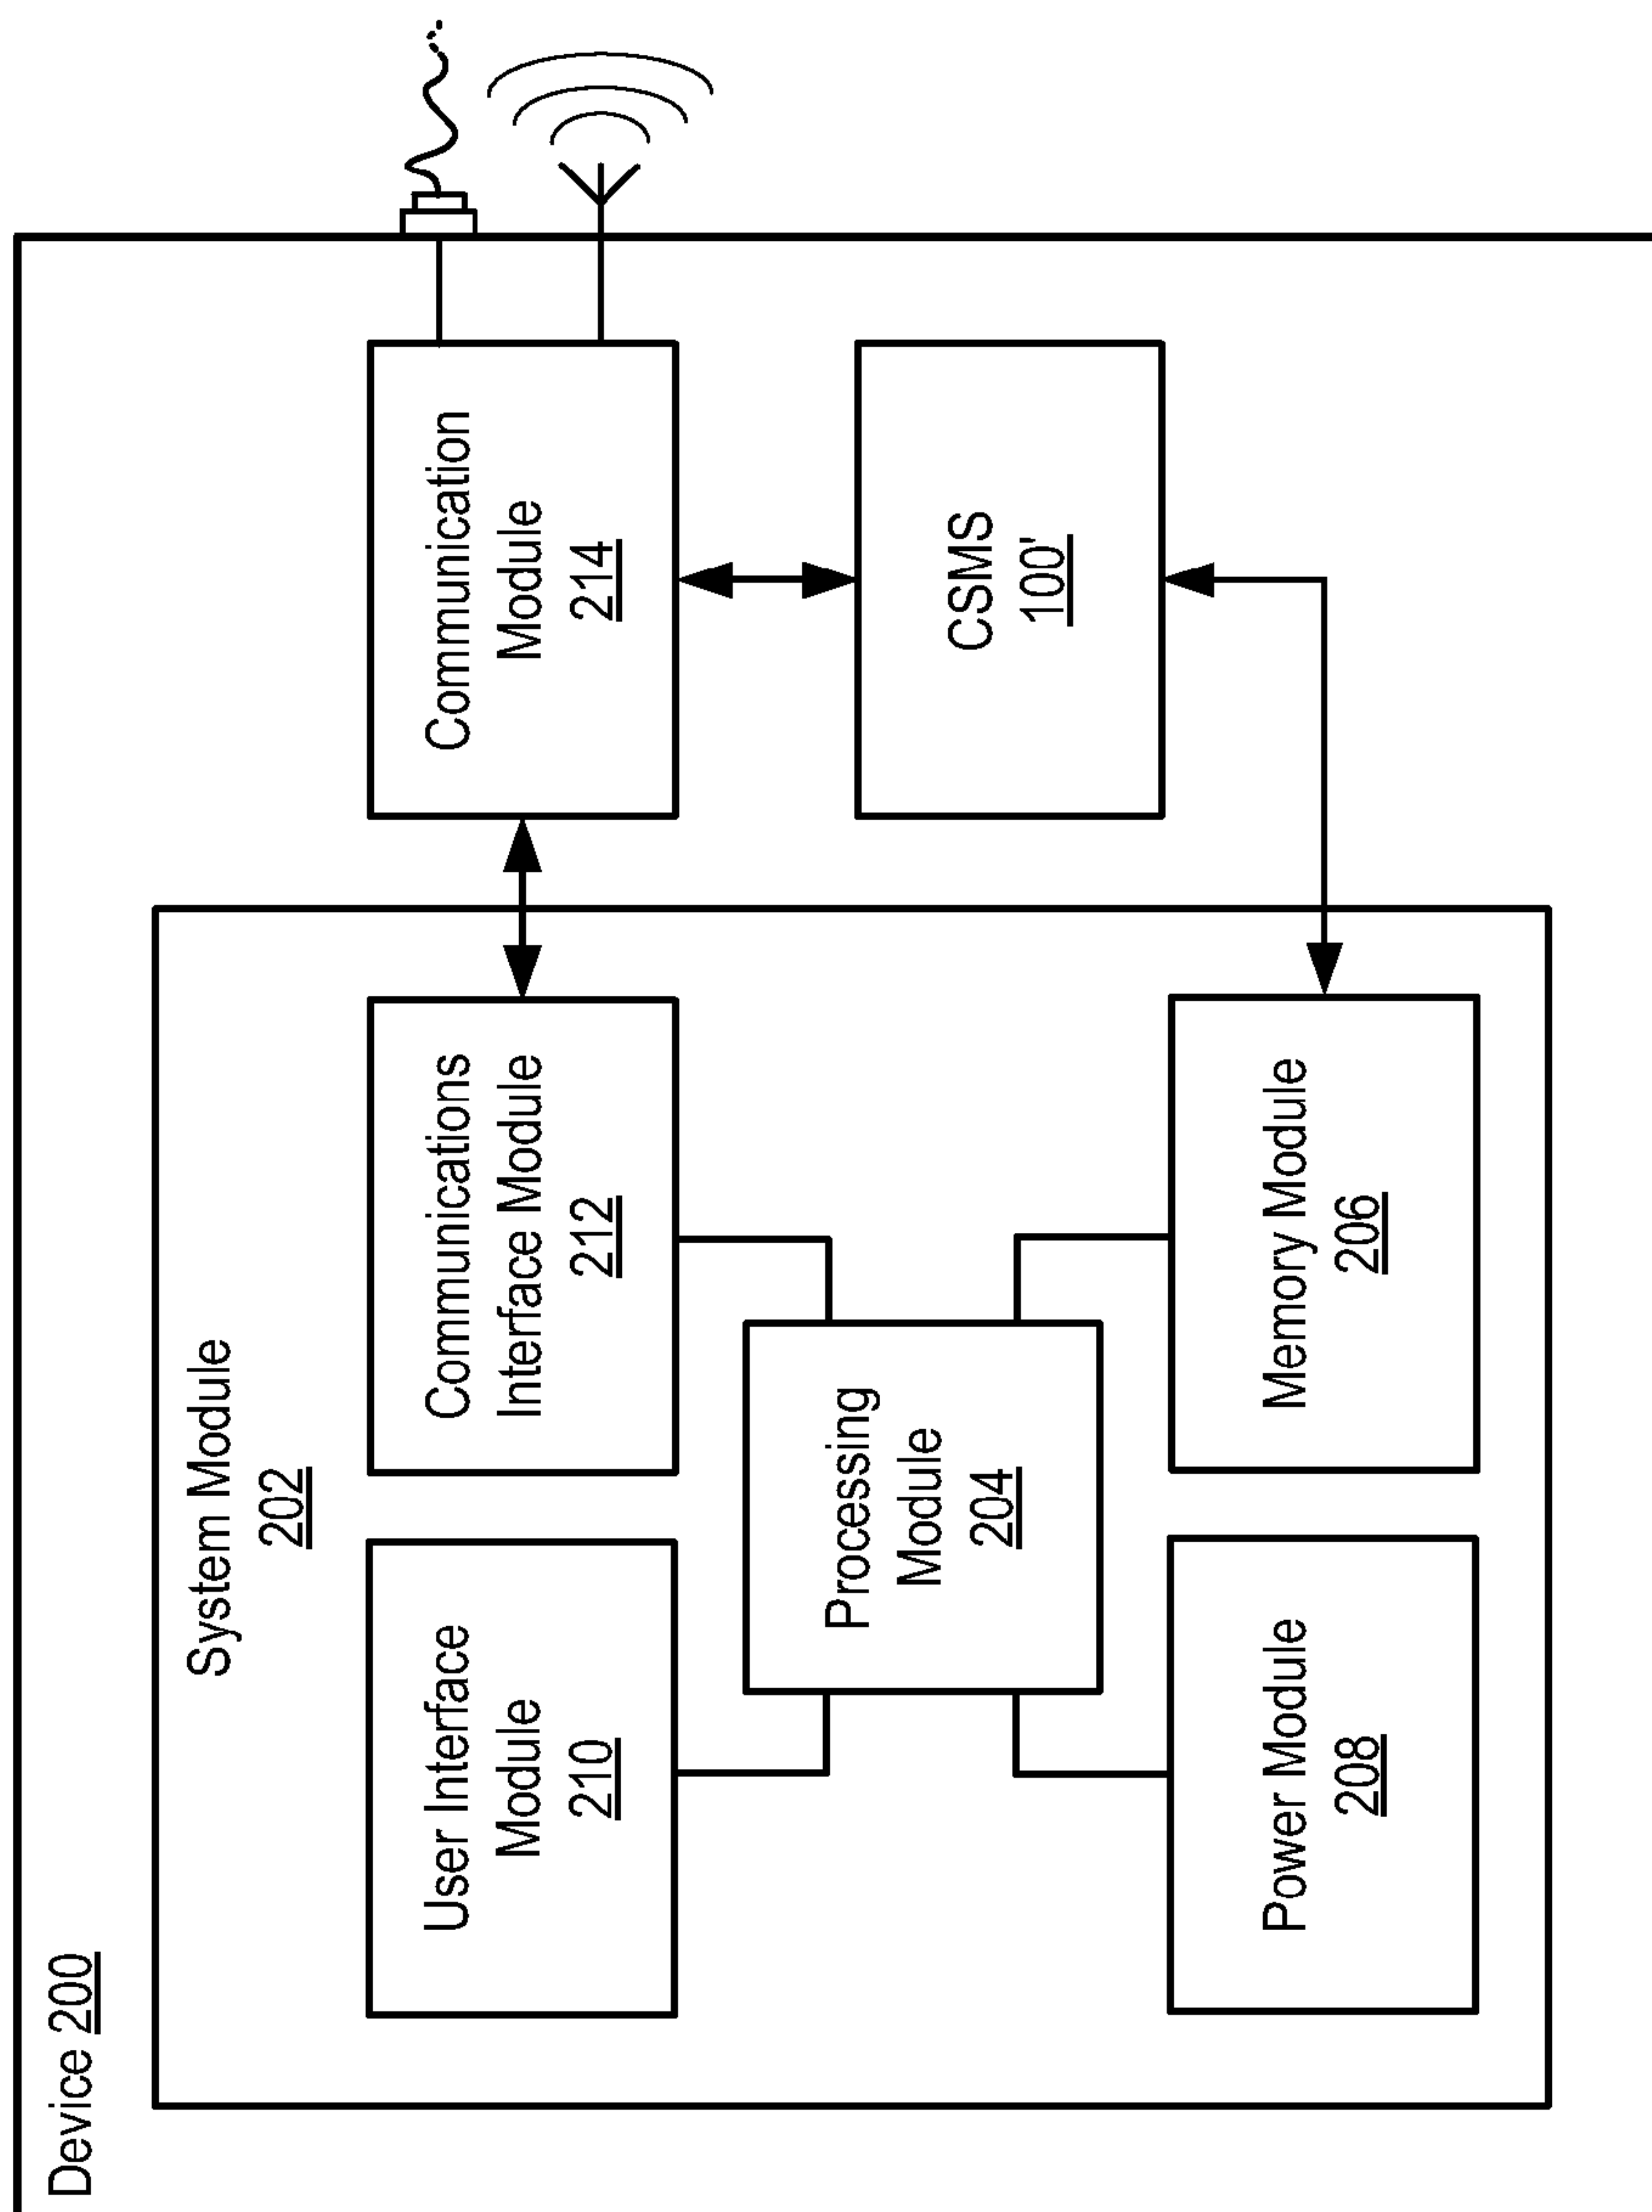 Device 200
System Module
202
User Interface
Module
210
Communications
Interface Module
212
Communication
Module
214
Processing
Module
204
CSMS
100'
Power Module
208
Memory Module
206